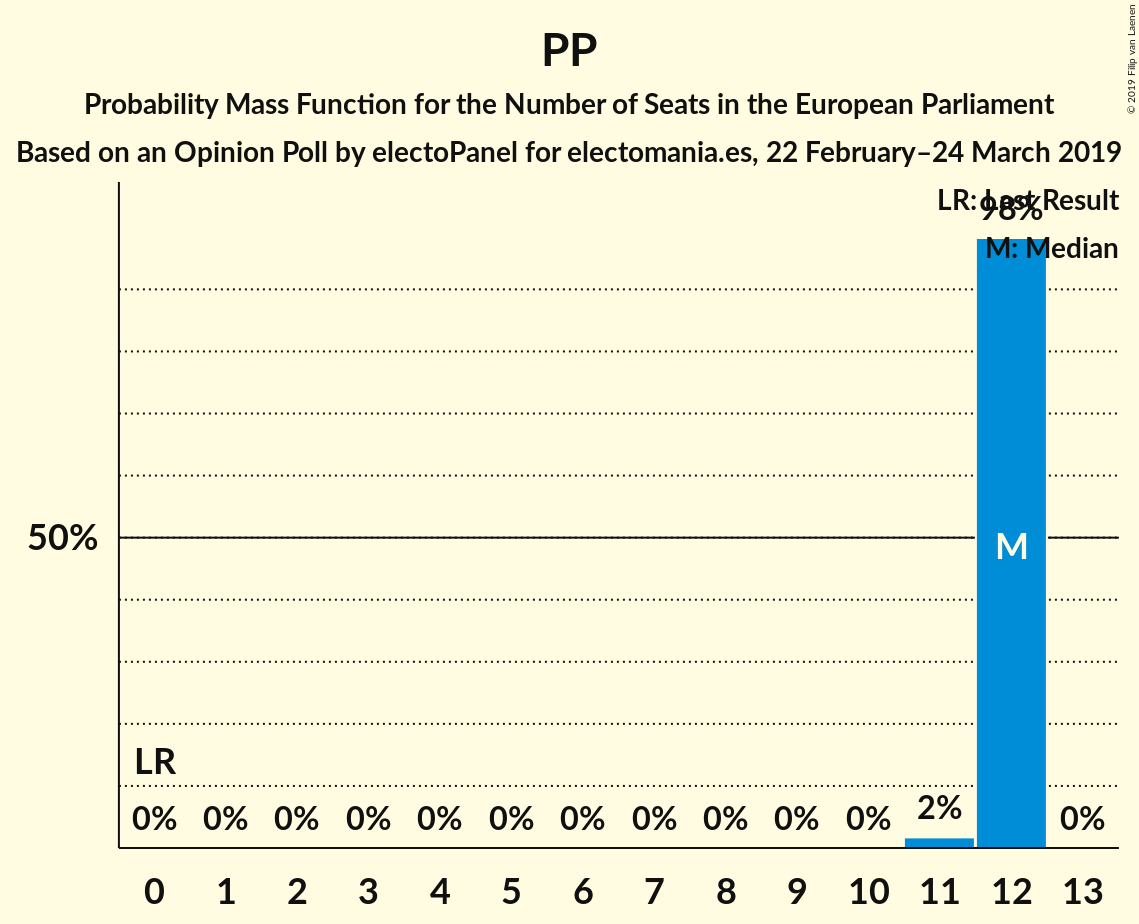 PP
Probability Mass Function for the Number of Seats in the European Parliament
Based on an Opinion Poll by electoPanel for electomania.es, 22 February–24 March 2019
© 2019 Filip van Laenen
LR: Last Result
98%
M: Median
50%
M
LR
0% 0% 0% 0% 0% 0% 0% 0% 0% 0% 0% 2% 0%
0 1 2 3 4 5 6 7 8 9 10 11 12 13